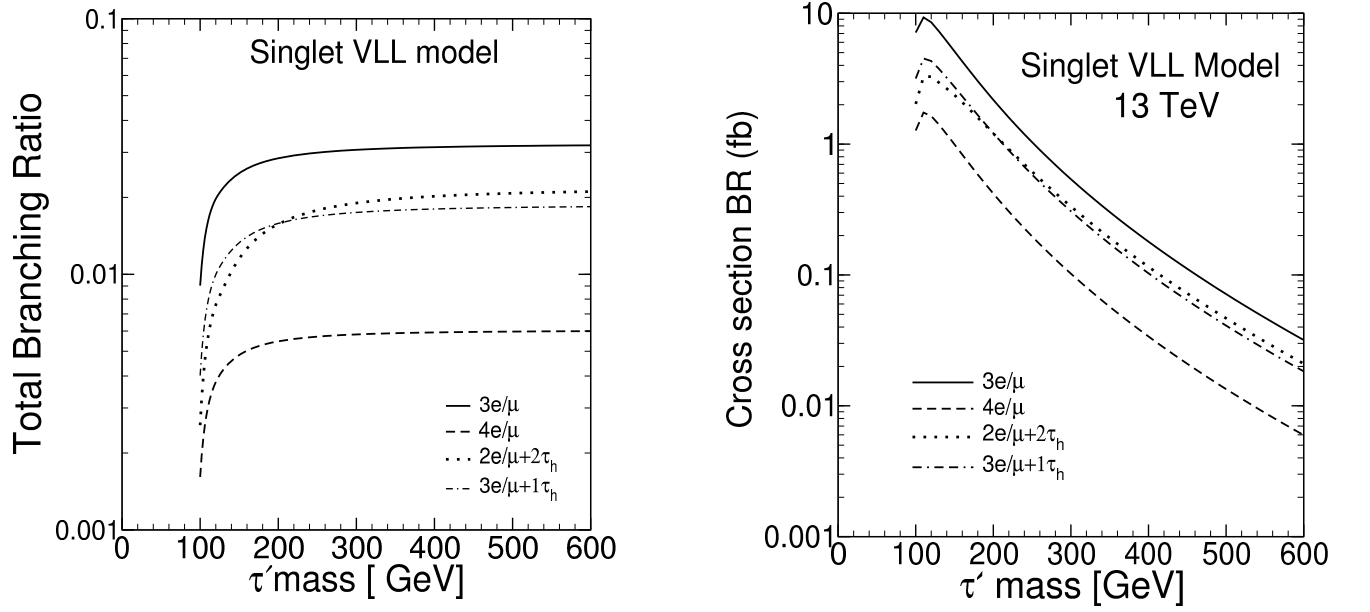 Total Branching Ratio
0.1
0.01
0.001
Singlet VLL model
3e/μ
4e/μ
2e/μ+2τh
3e/μ+1τh
0 100 200 300 400 500 600
τ′mass [ GeV]
Cross section BR (fb)
10
1
0.1
0.01
0.001
Singlet VLL Model
13 TeV
3e/μ
4e/μ
2e/μ+2τh
3e/μ+1τh
0 100 200 300 400 500 600
τ′ mass [GeV]